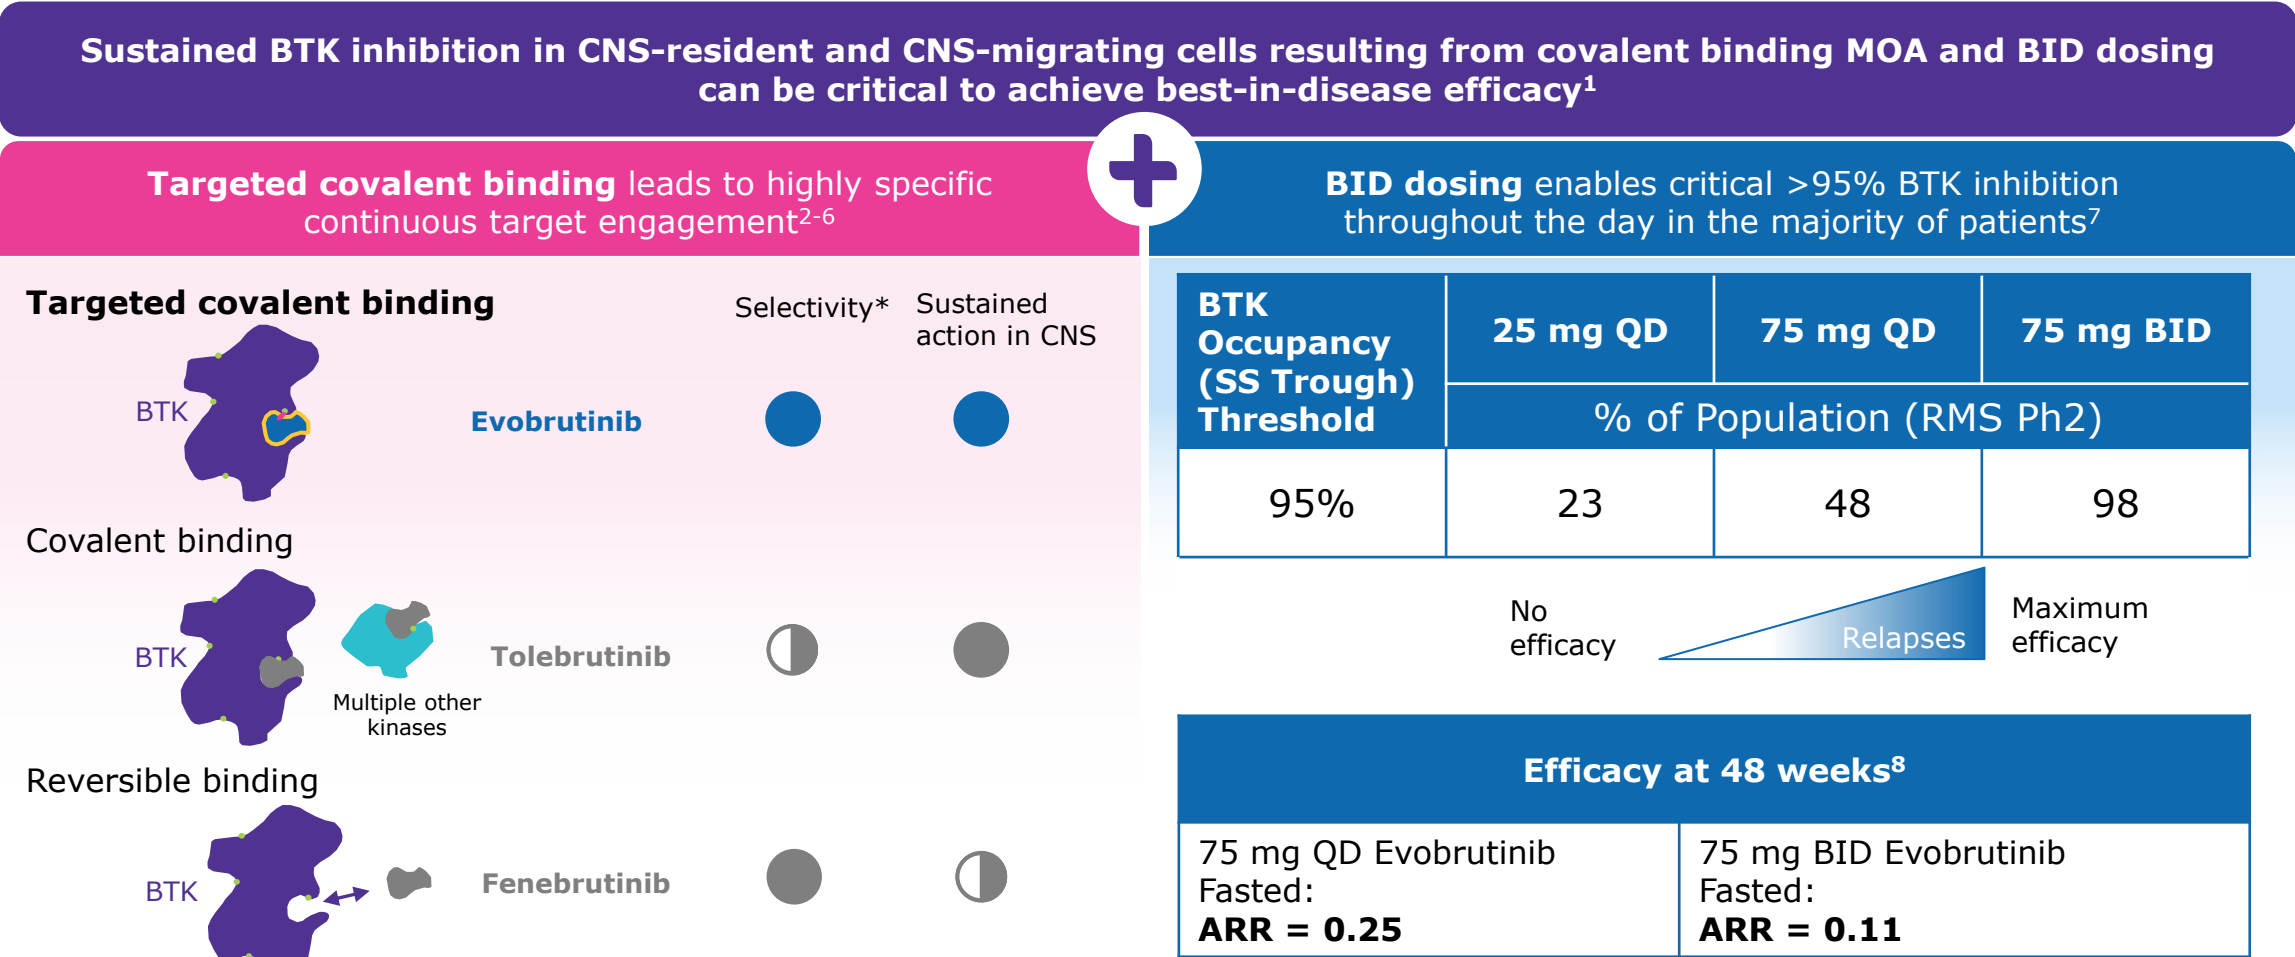 Sustained BTK inhibition in CNS-resident and CNS-migrating cells resulting from covalent binding MOA and BID dosing
can be critical to achieve best-in-disease efficacy¹
Targeted covalent binding leads to highly specific
continuous target engagement²⁻⁶
Targeted covalent binding
Selectivity*
Sustained
action in CNS
BTK
Evobrutinib
Covalent binding
BTK
Multiple other
kinases
Tolebrutinib
Reversible binding
BTK
Fenebrutinib
BID dosing enables critical >95% BTK inhibition
throughout the day in the majority of patients⁷
BTK
Occupancy
(SS Trough)
Threshold
25 mg QD
75 mg QD
75 mg BID
% of Population (RMS Ph2)
95%
23
48
98
No
efficacy
Relapses
Maximum
efficacy
Efficacy at 48 weeks⁸
75 mg QD Evobrutinib
Fasted:
ARR = 0.25
75 mg BID Evobrutinib
Fasted:
ARR = 0.11